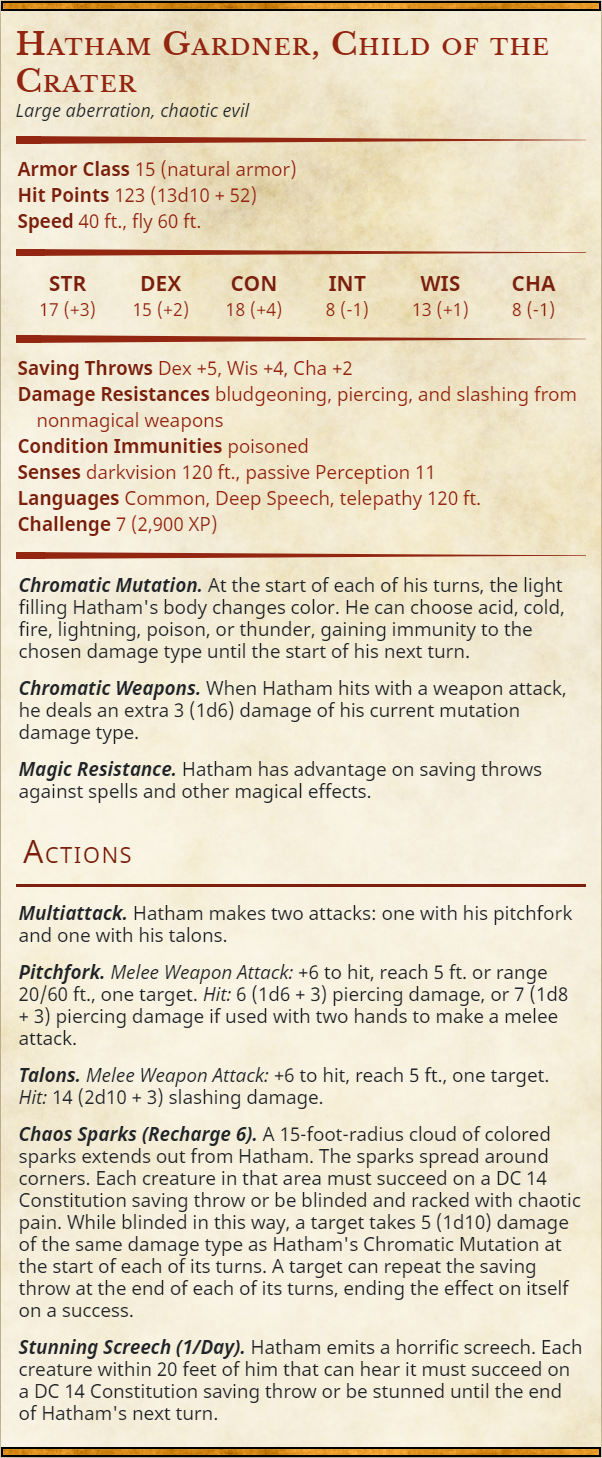 Hatham Gardner, Child of the
Crater
Large aberration, chaotic evil
Armor Class 15 (natural armor)
Hit Points 123 (13d10 + 52)
Speed 40 ft., fly 60 ft.
STR DEX CON INT WIS CHA
17 (+3) 15 (+2) 18 (+4) 8 (-1) 13 (+1) 8 (-1)
Saving Throws Dex +5, Wis +4, Cha +2
Damage Resistances bludgeoning, piercing, and slashing from
nonmagical weapons
Condition Immunities poisoned
Senses darkvision 120 ft., passive Perception 11
Languages Common, Deep Speech, telepathy 120 ft.
Challenge 7 (2,900 XP)
Chromatic Mutation. At the start of each of his turns, the light
filling Hatham's body changes color. He can choose acid, cold,
fire, lightning, poison, or thunder, gaining immunity to the
chosen damage type until the start of his next turn.
Chromatic Weapons. When Hatham hits with a weapon attack,
he deals an extra 3 (1d6) damage of his current mutation
damage type.
Magic Resistance. Hatham has advantage on saving throws
against spells and other magical effects.
Actions
Multiattack. Hatham makes two attacks: one with his pitchfork
and one with his talons.
Pitchfork. Melee Weapon Attack: +6 to hit, reach 5 ft. or range
20/60 ft., one target. Hit: 6 (1d6 + 3) piercing damage, or 7 (1d8
+ 3) piercing damage if used with two hands to make a melee
attack.
Talons. Melee Weapon Attack: +6 to hit, reach 5 ft., one target.
Hit: 14 (2d10 + 3) slashing damage.
Chaos Sparks (Recharge 6). A 15-foot-radius cloud of colored
sparks extends out from Hatham. The sparks spread around
corners. Each creature in that area must succeed on a DC 14
Constitution saving throw or be blinded and racked with chaotic
pain. While blinded in this way, a target takes 5 (1d10) damage
of the same damage type as Hatham's Chromatic Mutation at
the start of each of its turns. A target can repeat the saving
throw at the end of each of its turns, ending the effect on itself
on a success.
Stunning Screech (1/Day). Hatham emits a horrific screech. Each
creature within 20 feet of him that can hear it must succeed on
a DC 14 Constitution saving throw or be stunned until the end
of Hatham's next turn.